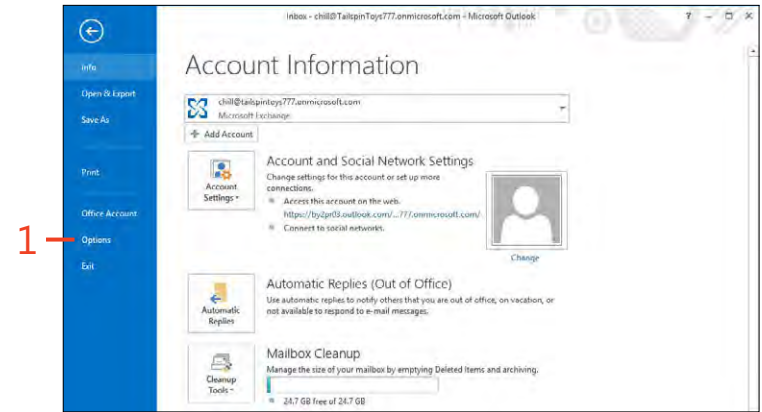 Inbox - chill@TailspinToys777.onmicrosoft.com - Microsoft Outlook
?
Info
Open & Export
Save As
Print
Office Account
1
Options
Exit
Account Information
chill@tailspintoys777.onmicrosoft.com
Microsoft Exchange
Add Account
Account
Settings
Account and Social Network Settings
Change settings for this account or set up more
connections.
Access this account on the web.
https://by2pr03.outlook.com/...777.onmicrosoft.com/
Connect to social networks.
Change
Automatic
Replies
Automatic Replies (Out of Office)
Use automatic replies to notify others that you are out of office, on vacation, or
not available to respond to e-mail messages.
Cleanup
Tools
Mailbox Cleanup
Manage the size of your mailbox by emptying Deleted Items and archiving.
24.7 GB free of 24.7 GB